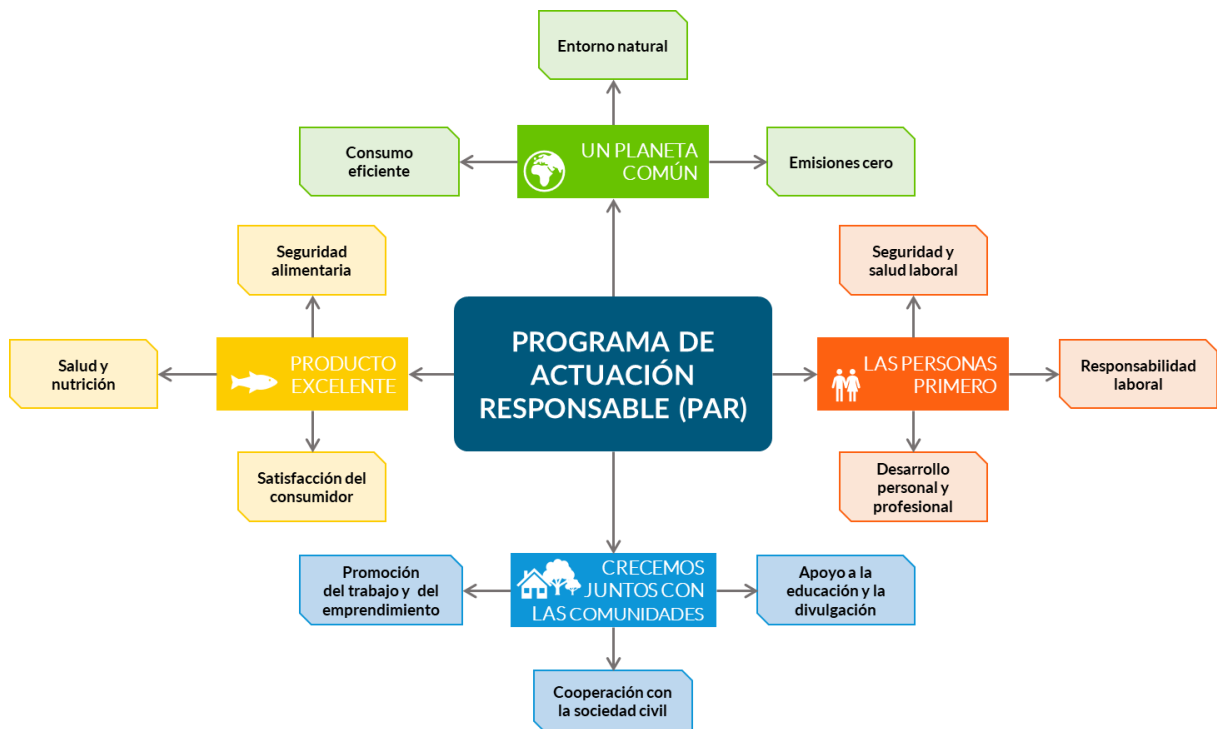 Entorno natural
UN PLANETA
COMÚN
Consumo
eficiente
Emisiones cero
Seguridad
alimentaria
Seguridad y
salud laboral
PROGRAMA DE
ACTUACIÓN
RESPONSABLE (PAR)
Salud y
nutrición
PRODUCTO
EXCELENTE
LAS PERSONAS
PRIMERO
Responsabilidad
laboral
Satisfacción del
consumidor
Desarrollo
personal y
profesional
Promoción
del trabajo y del
emprendimiento
CRECEMOS
JUNTOS CON
LAS COMUNIDADES
Apoyo a la
educación y la
divulgación
Cooperación con
la sociedad civil